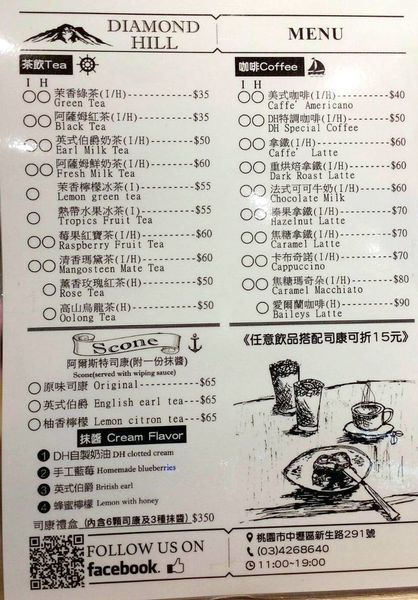 DIAMOND HILL
MENU
茶飲Tea
I H
茉香綠茶(I/H)---------$35
Green Tea
阿薩姆紅茶(I/H)-------$35
Black Tea
英式伯爵奶茶(I/H)-----$50
Earl Milk Tea
阿薩姆鮮奶茶(I/H)-----$60
Fresh Milk Tea
茉香檸檬冰茶(I)-------$55
Lemon green tea
熱帶水果冰茶(I)-------$55
Tropics Fruit Tea
莓果紅寶茶(I/H)-------$60
Raspberry Fruit Tea
清香瑪黛茶(I/H)-------$60
Mangosteen Mate Tea
薰香玫瑰紅茶(H)-------$50
Rose Tea
高山烏龍茶(H)---------$50
Oolong Tea
咖啡Coffee
I H
美式咖啡(I/H)---------$40
Caffe' Americano
DH特調咖啡(I/H)-------$50
DH Special Coffee
拿鐵(I/H)-------------$60
Caffe' Latte
重烘焙拿鐵(I/H)-------$60
Dark Roast Latte
法式可可牛奶(I/H)-----$60
Chocolate Milk
榛果拿鐵(I/H)---------$70
Hazelnut Latte
焦糖拿鐵(I/H)---------$70
Caramel Latte
卡布奇諾(I/H)---------$70
Cappuccino
焦糖瑪奇朵(I/H)-------$80
Caramel Macchiato
愛爾蘭咖啡(H)---------$90
Baileys Latte
Scone
阿爾斯特司康(附一份抹醬)
Scone(served with wiping sauce)
原味司康 Original----------$65
英式伯爵 English earl tea---$65
柚香檸檬 Lemon citron tea---$65
抹醬 Cream Flavor
1 DH自製奶油 DH clotted cream
2 手工藍莓 Homemade blueberries
3 英式伯爵 British earl
4 蜂蜜檸檬 Lemon with honey
司康禮盒 (內含6顆司康及3種抹醬) $350
《任意飲品搭配司康可折15元》
FOLLOW US ON
facebook.
桃園市中壢區新生路291號
(03)4268640
11:00~19:00